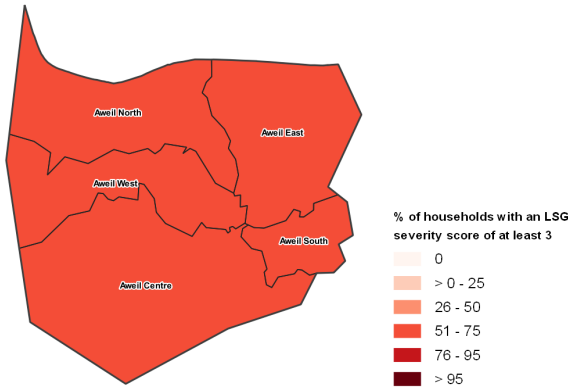 Aweil North
Aweil East
Aweil West
Aweil South
Aweil Centre
% of households with an LSG
severity score of at least 3
0
> 0 - 25
26 - 50
51 - 75
76 - 95
> 95